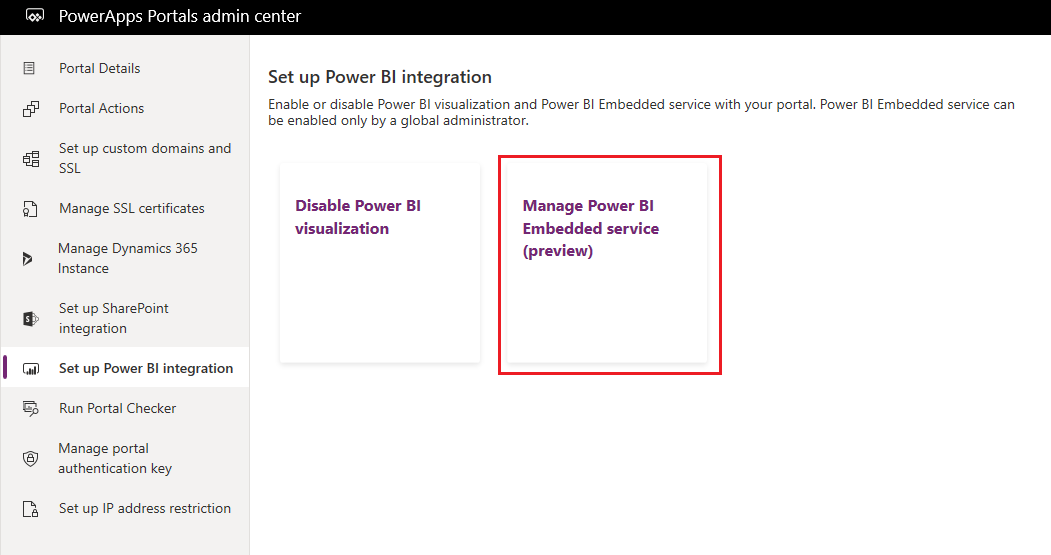 PowerApps Portals admin center
Portal Details
Portal Actions
Set up custom domains and
SSL
Manage SSL certificates
Manage Dynamics 365
Instance
Set up SharePoint
integration
Set up Power BI integration
Run Portal Checker
Manage portal
authentication key
Set up IP address restriction
Set up Power BI integration
Enable or disable Power BI visualization and Power BI Embedded service with your portal. Power BI Embedded service can
be enabled only by a global administrator.
Disable Power BI
visualization
Manage Power BI
Embedded service
(preview)